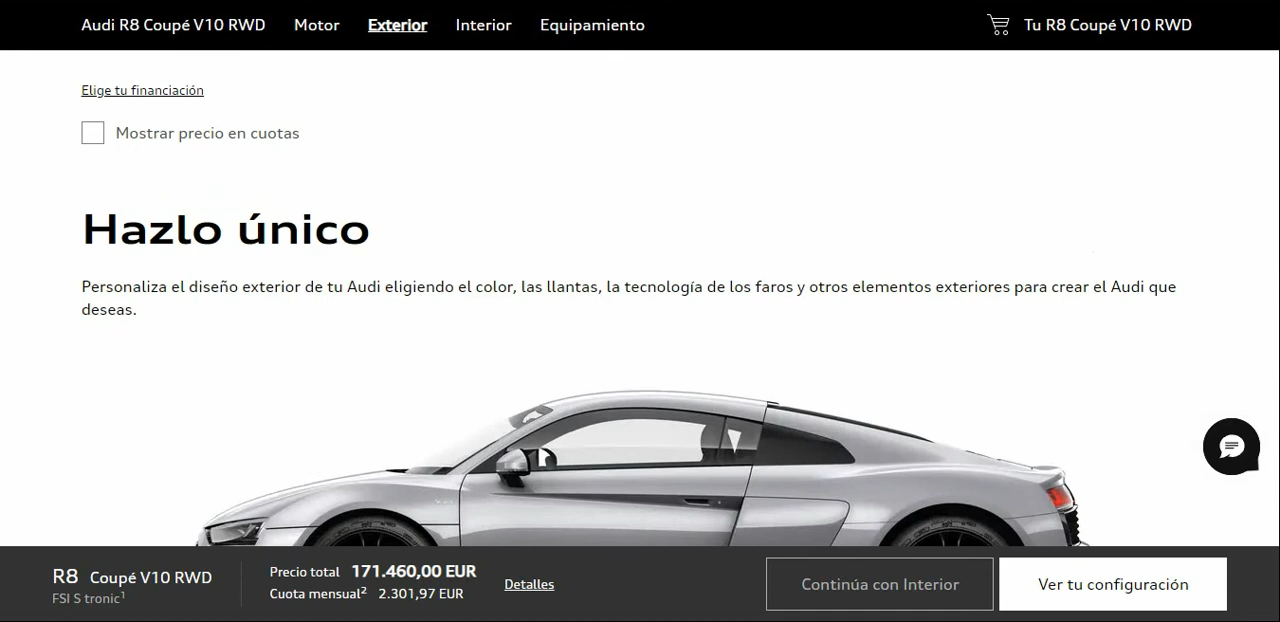 Audi R8 Coupé V10 RWD Motor Exterior Interior Equipamiento Tu R8 Coupé V10 RWD
Elige tu financiación
Mostrar precio en cuotas
Hazlo único
Personaliza el diseño exterior de tu Audi eligiendo el color, las llantas, la tecnología de los faros y otros elementos exteriores para crear el Audi que
deseas.
R8 Coupé V10 RWD
FSI S tronic¹
Precio total 171.460,00 EUR
Cuota mensual² 2.301,97 EUR
Detalles
Continúa con Interior
Ver tu configuración